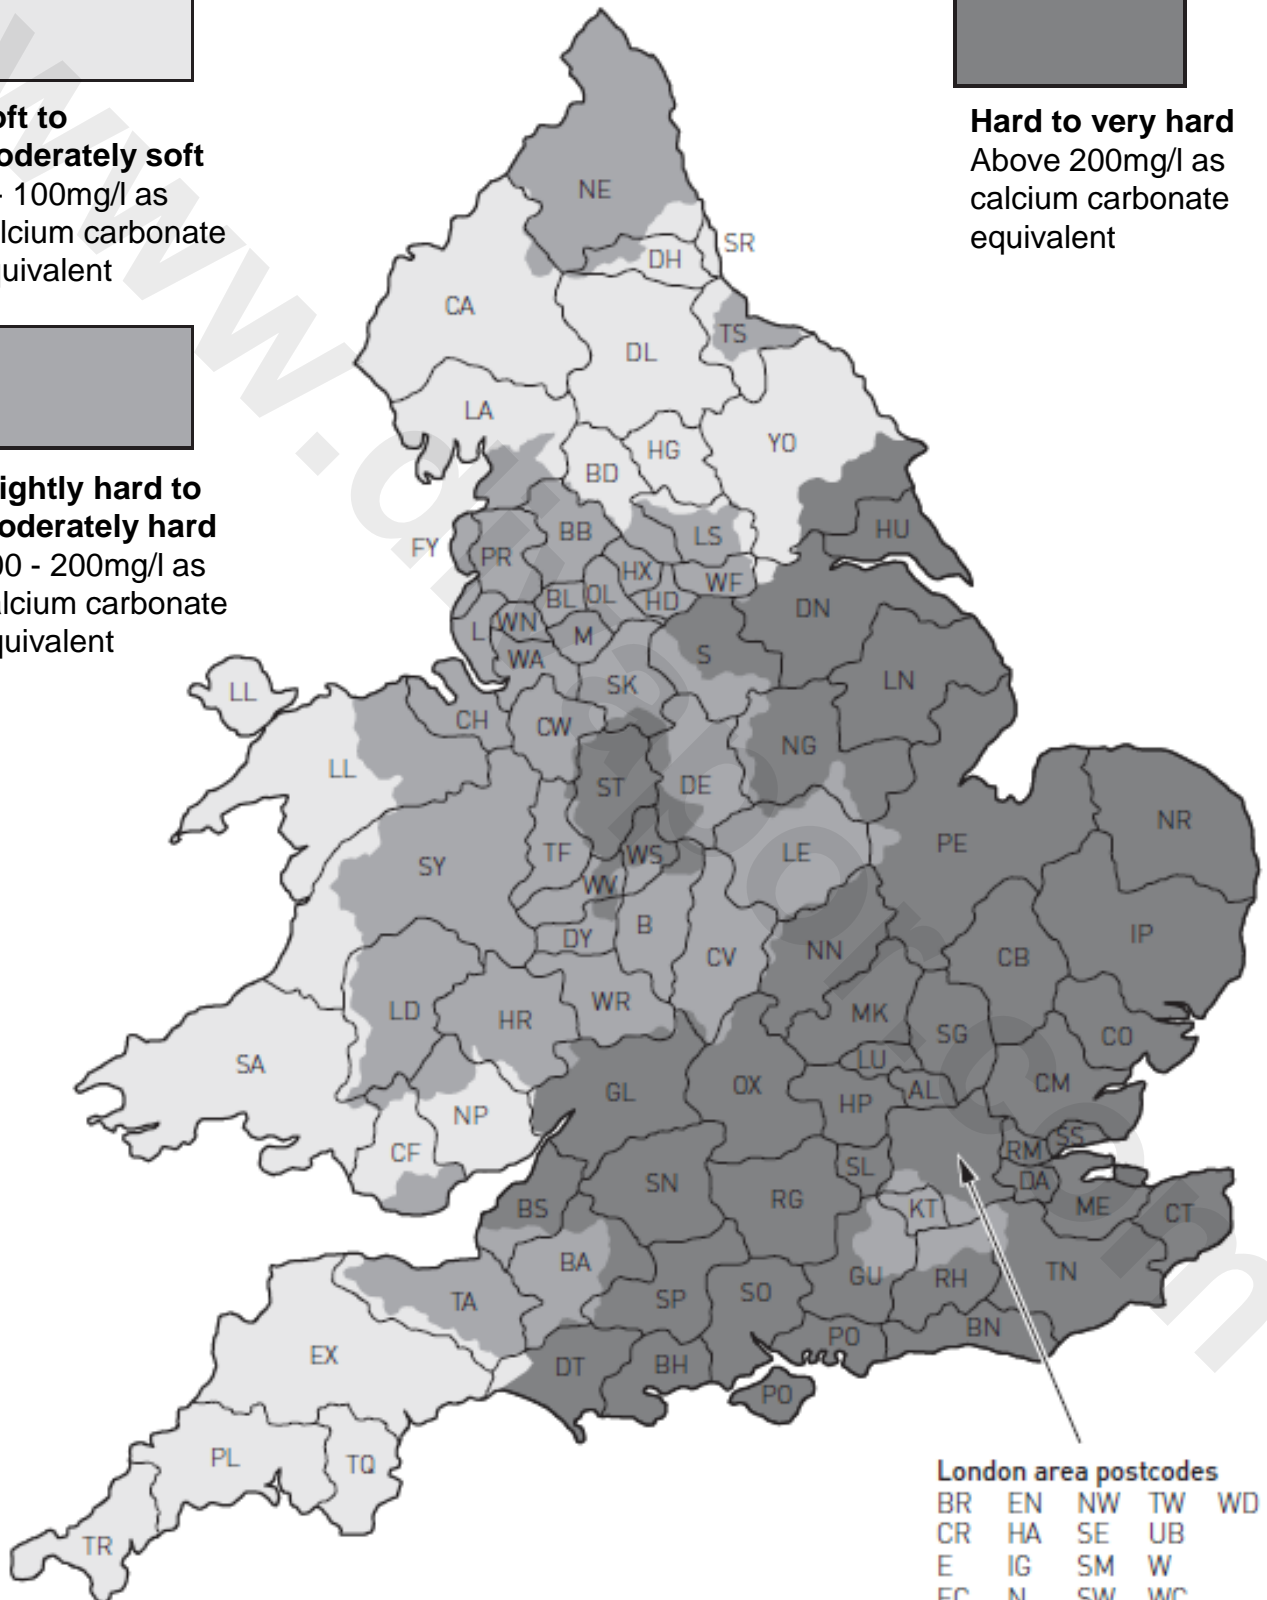 oft to
oderately soft
- 100mg/l as
lcium carbonate
quivalent
ightly hard to
oderately hard
00 - 200mg/l as
alcium carbonate
quivalent
Hard to very hard
Above 200mg/l as
calcium carbonate
equivalent
NE
SR
DH
CA
TS
DL
LA
HG
YO
BD
BB
LS
HU
FY
PR
HX
WF
BL
OL
HD
DN
L
WN
M
WA
S
SK
LN
LL
CH
CW
NG
LL
ST
DE
NR
PE
SY
TF
WS
LE
WV
B
IP
DY
CV
NN
CB
LD
HR
WR
MK
SG
CO
SA
LU
OX
CM
GL
HP
AL
NP
CF
SS
RM
SL
DA
SN
RG
BS
KT
ME
CT
BA
GU
RH
TN
TA
SP
SO
EX
PO
BN
DT
BH
PO
PL
TQ
TR
London area postcodes
BR EN NW TW WD
CR HA SE UB
E IG SM W
EC N SW WC